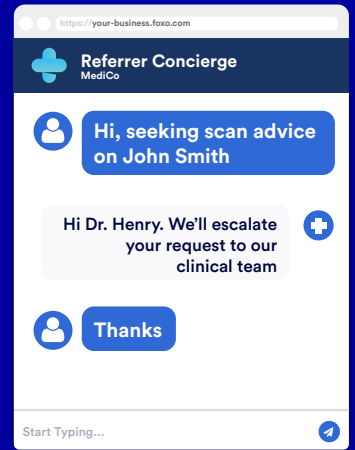 https://your-business.foxo.com
Referrer Concierge
MediCo
Hi, seeking scan advice
on John Smith
Hi Dr. Henry. We’ll escalate
your request to our
clinical team
Thanks
Start Typing...